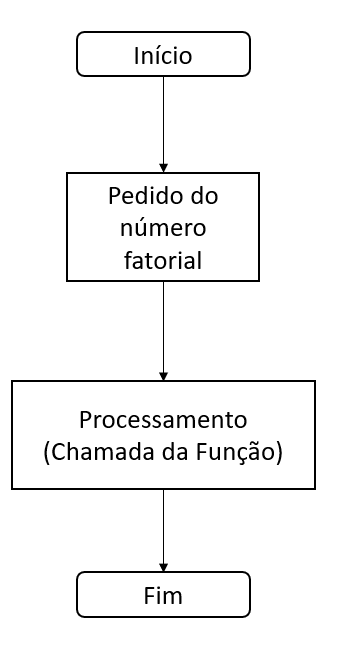 Início
Pedido do
número
fatorial
Processamento
(Chamada da Função)
Fim